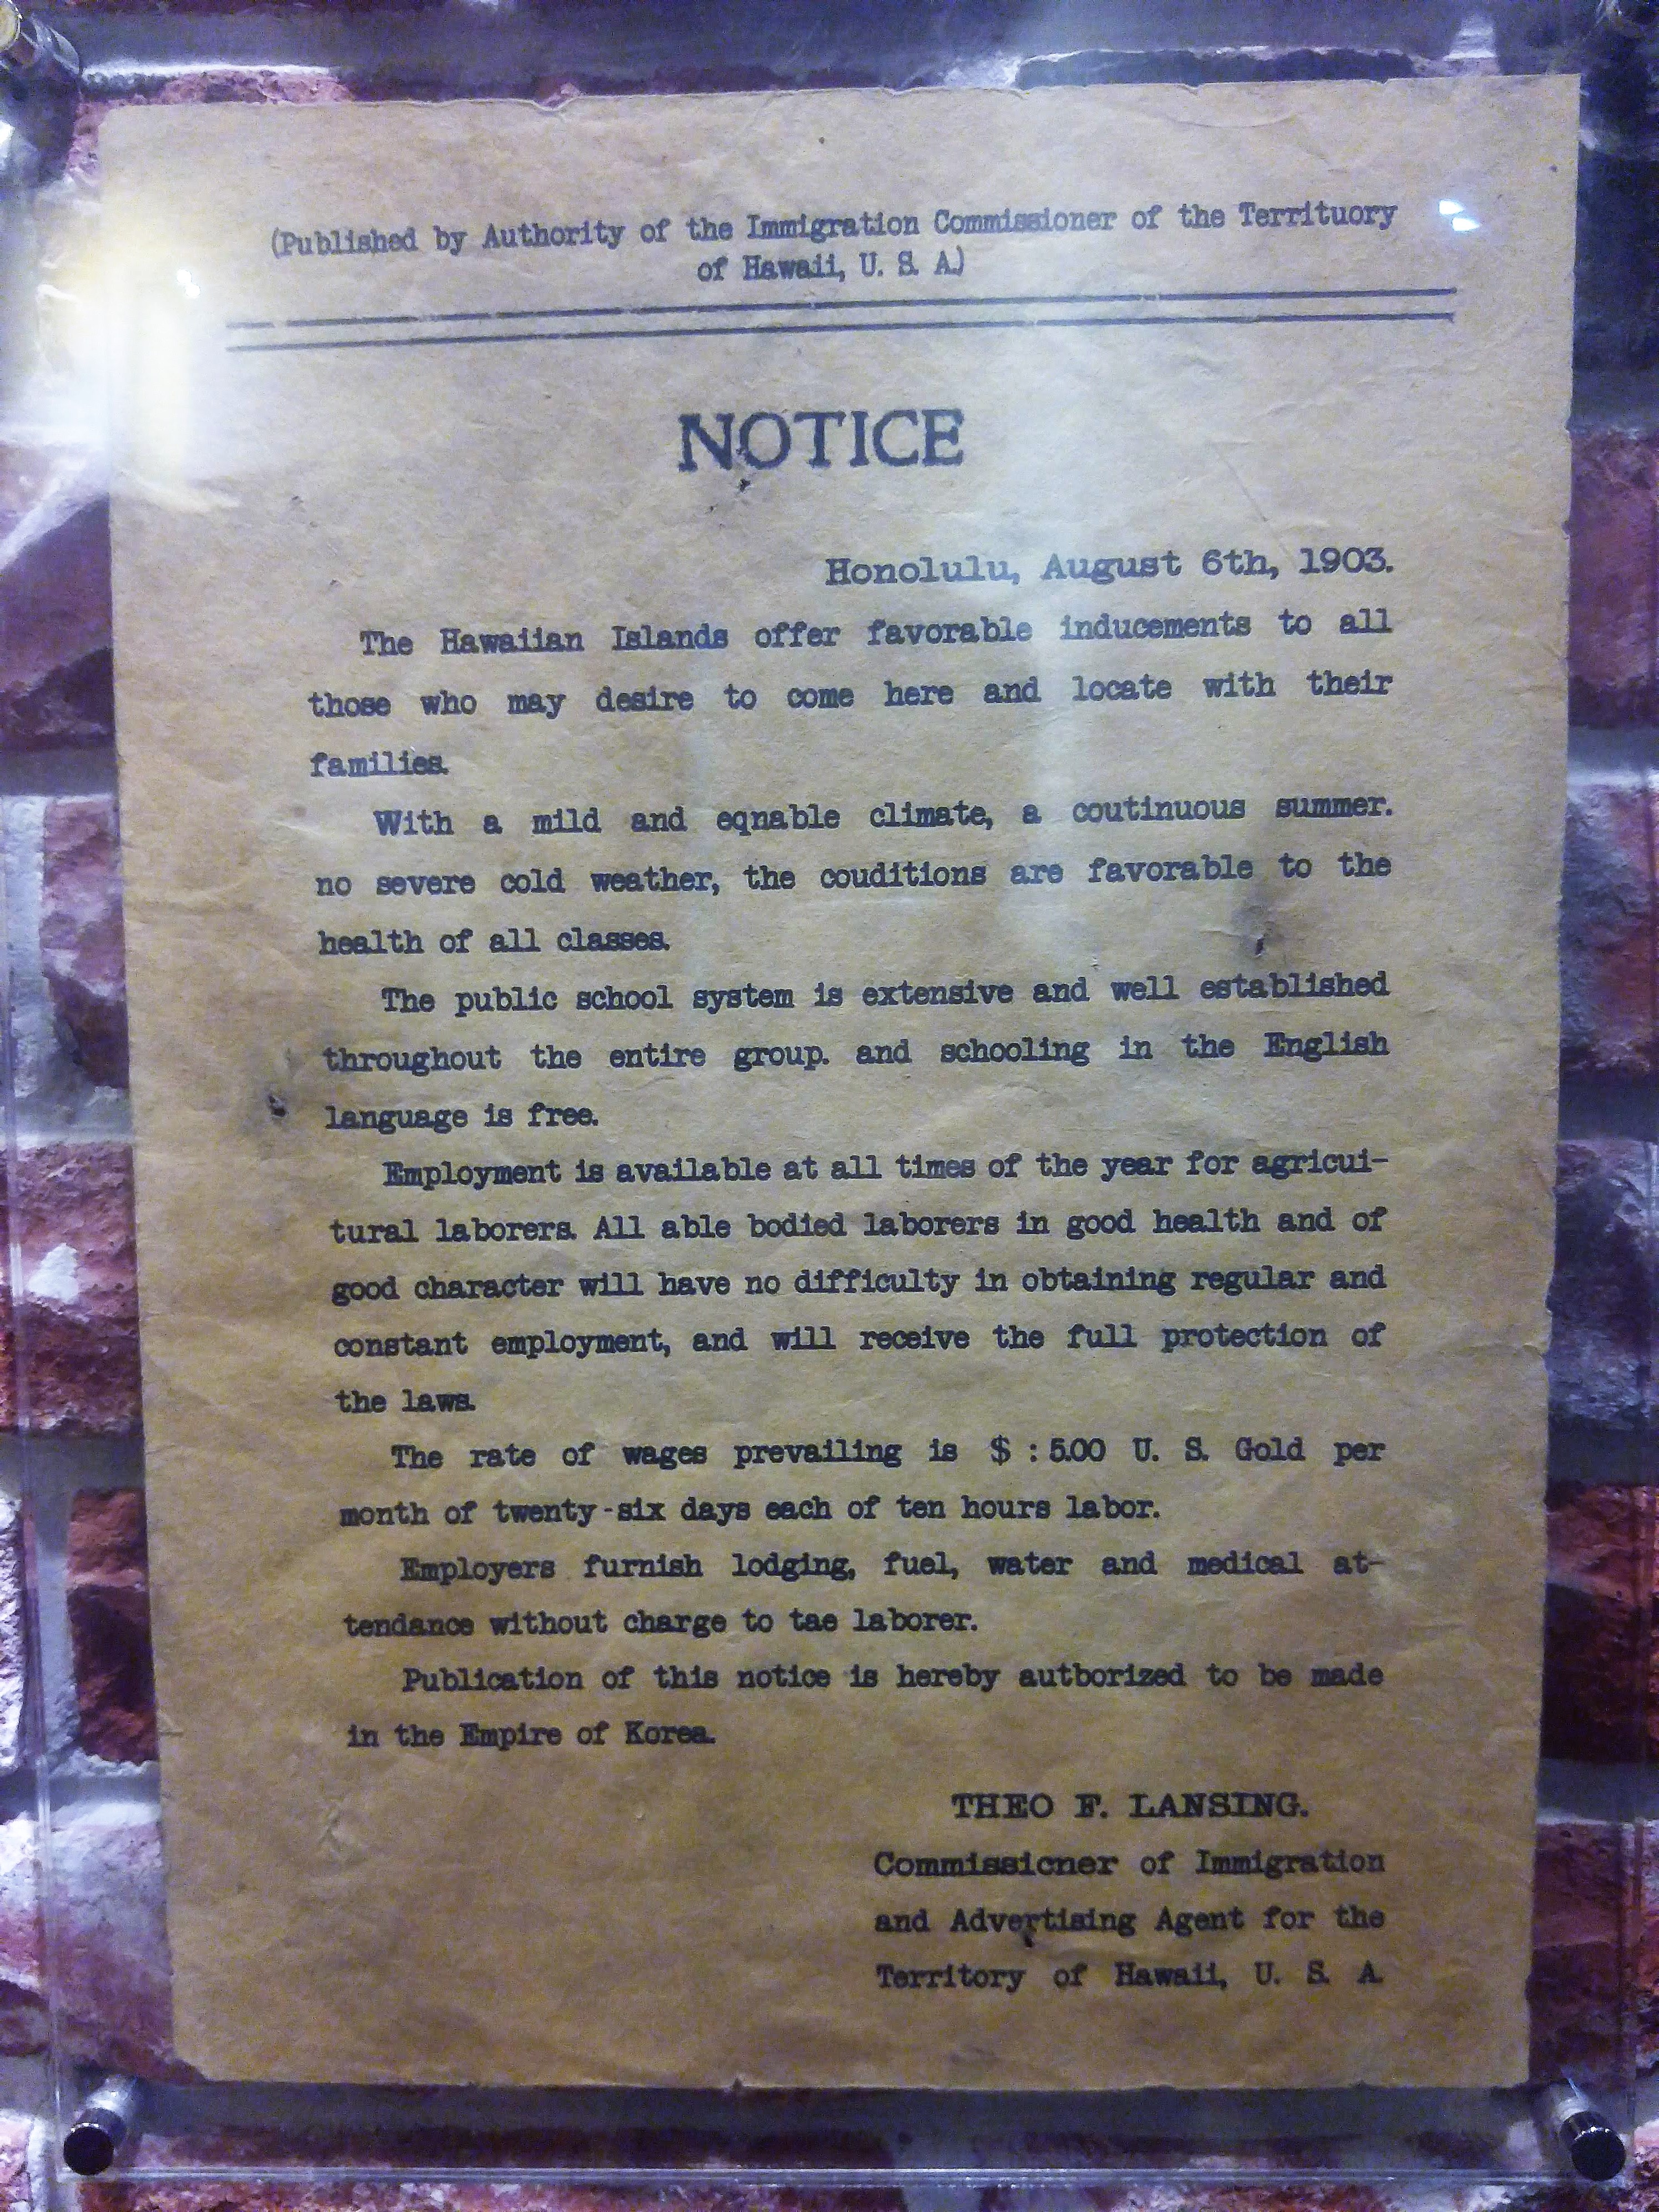 (Published by Authority of the Immigration Commissioner of the Territuory
of Hawaii, U. S. A.)
NOTICE
Honolulu, August 6th, 1903.
The Hawaiian Islands offer favorable inducements to all
those who may desire to come here and locate with their
families.
With a mild and eqnable climate, a coutinuous summer.
no severe cold weather, the couditions are favorable to the
health of all classes.
The public school system is extensive and well established
throughout the entire group. and schooling in the English
language is free.
Employment is available at all times of the year for agricui-
tural laborers. All able bodied laborers in good health and of
good character will have no difficulty in obtaining regular and
constant employment, and will receive the full protection of
the laws.
The rate of wages prevailing is $ : 5.00 U. S. Gold per
month of twenty-six days each of ten hours labor.
Employers furnish lodging, fuel, water and medical at-
tendance without charge to tae laborer.
Publication of this notice is hereby autborized to be made
in the Empire of Korea.
THEO F. LANSING.
Commissicner of Immigration
and Advertising Agent for the
Territory of Hawaii, U. S. A.